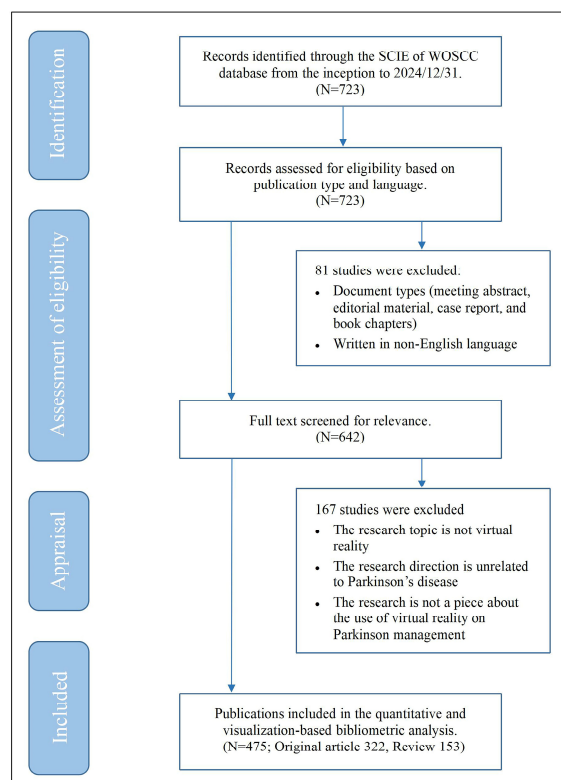 Identification
Records identified through the SCIE of WOSCC
database from the inception to 2024/12/31.
(N=723)
Records assessed for eligibility based on
publication type and language.
(N=723)
Assessment of eligibility
81 studies were excluded.
• Document types (meeting abstract,
editorial material, case report, and
book chapters)
• Written in non-English language
Full text screened for relevance.
(N=642)
Appraisal
167 studies were excluded
• The research topic is not virtual
reality
• The research direction is unrelated
to Parkinson's disease
• The research is not a piece about
the use of virtual reality on
Parkinson management
Included
Publications included in the quantitative and
visualization-based bibliometric analysis.
(N=475; Original article 322, Review 153)